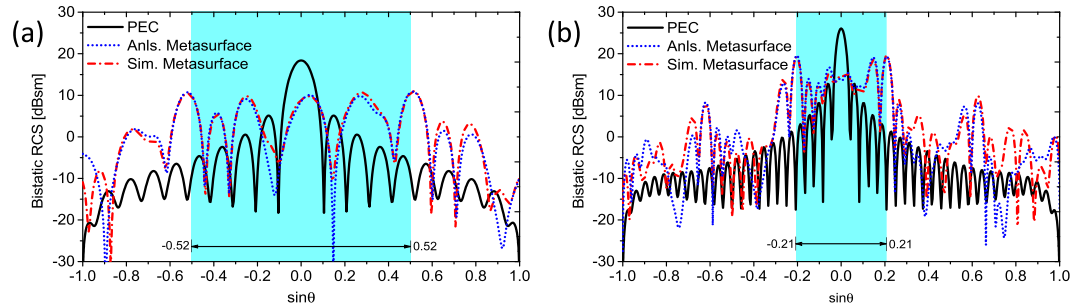 (a)
PEC
Anls. Metasurface
Sim. Metasurface
Bistatic RCS [dBsm]
30
20
10
0
-10
-20
-30
-0.52
0.52
-1.0 -0.8 -0.6 -0.4 -0.2 0.0 0.2 0.4 0.6 0.8 1.0
sinθ
(b)
PEC
Anls. Metasurface
Sim. Metasurface
Bistatic RCS [dBsm]
30
20
10
0
-10
-20
-30
-0.21
0.21
-1.0 -0.8 -0.6 -0.4 -0.2 0.0 0.2 0.4 0.6 0.8 1.0
sinθ